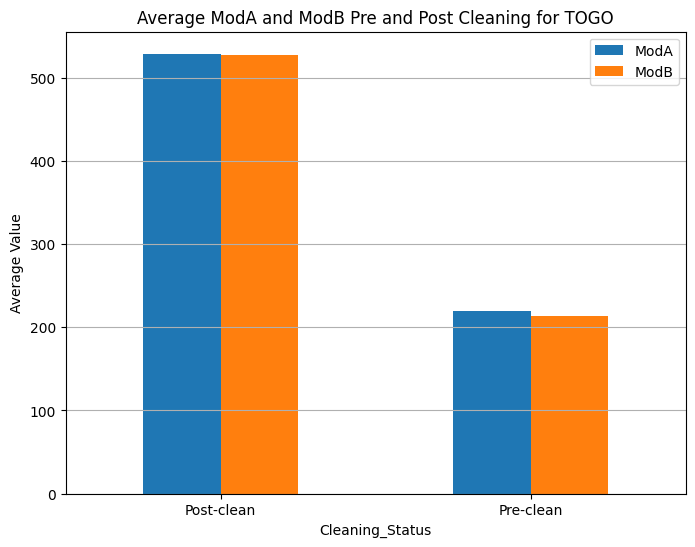 Average ModA and ModB Pre and Post Cleaning for TOGO
ModA
ModB
Average Value
500
400
300
200
100
0
Post-clean
Pre-clean
Cleaning_Status